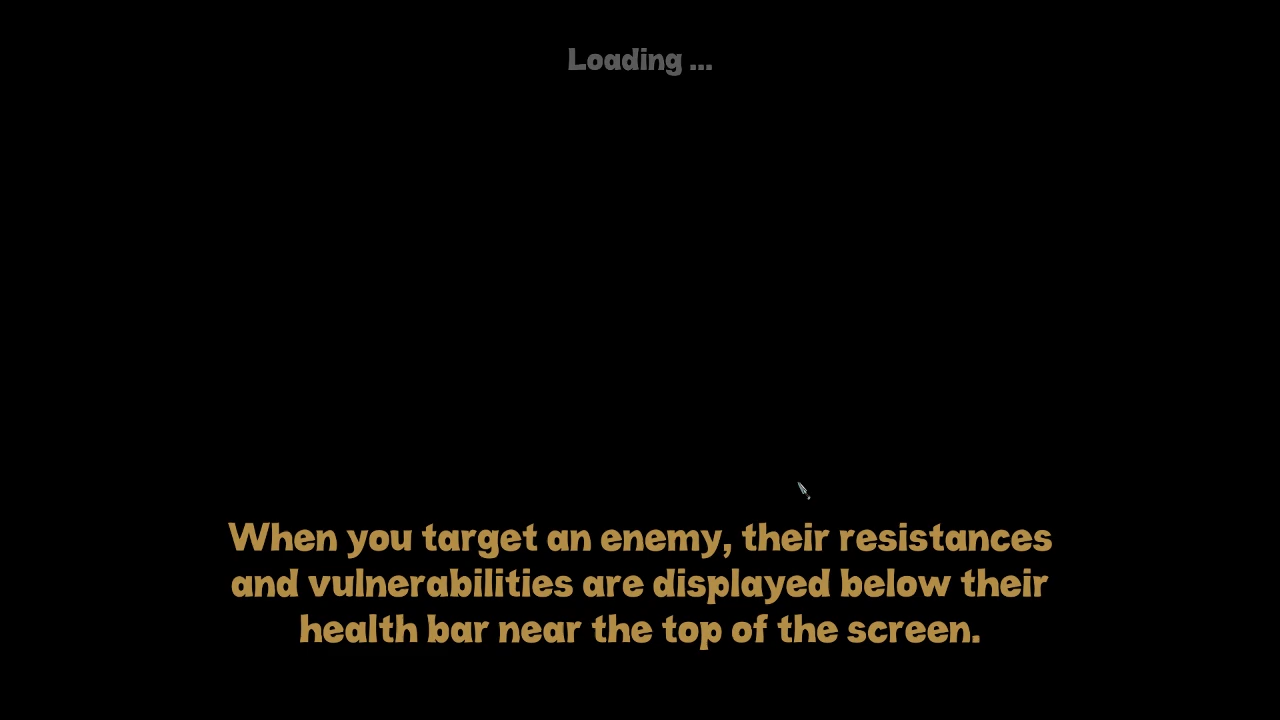 Loading ...
When you target an enemy, their resistances
and vulnerabilities are displayed below their
health bar near the top of the screen.